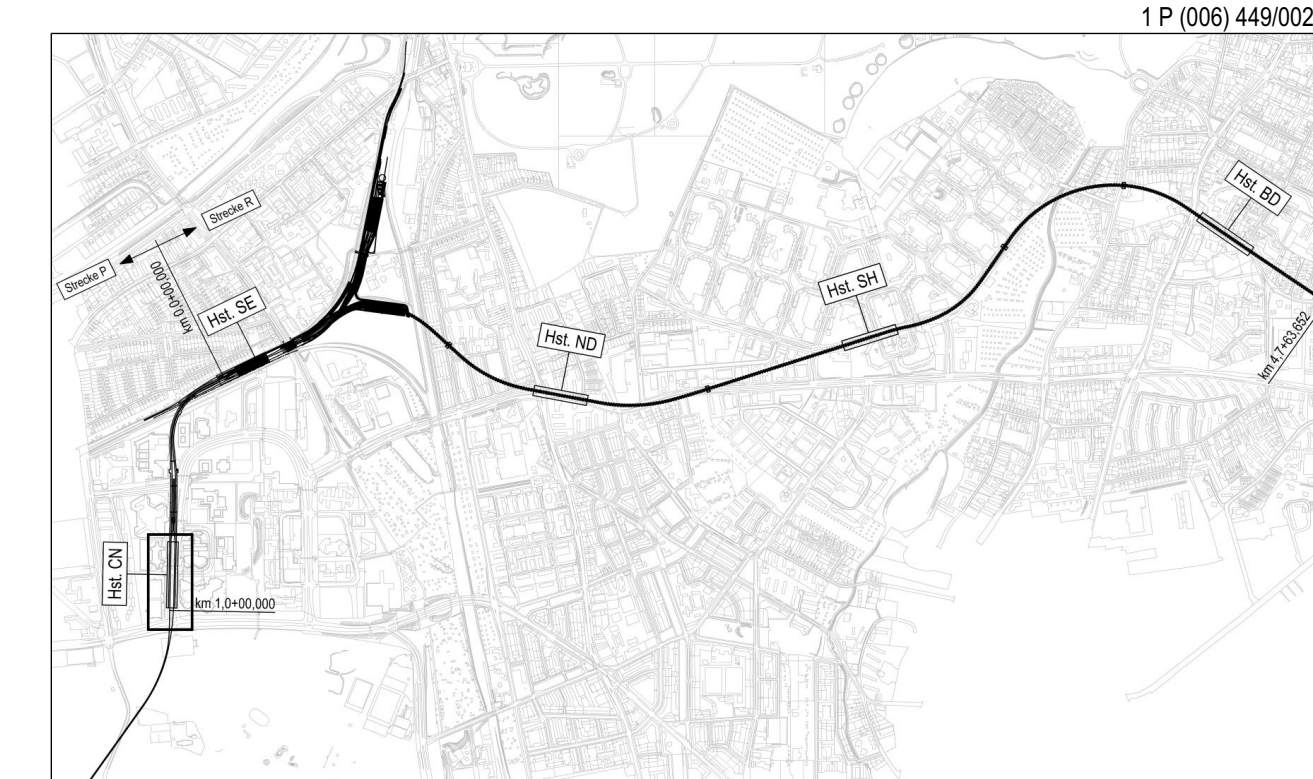 1 P (006) 449/002
Hst. BD
Strecke R
Strecke P
km 0,0+00,000
Hst. SE
Hst. SH
Hst. ND
km 4,7+63,652
Hst. CN
km 1,0+00,000